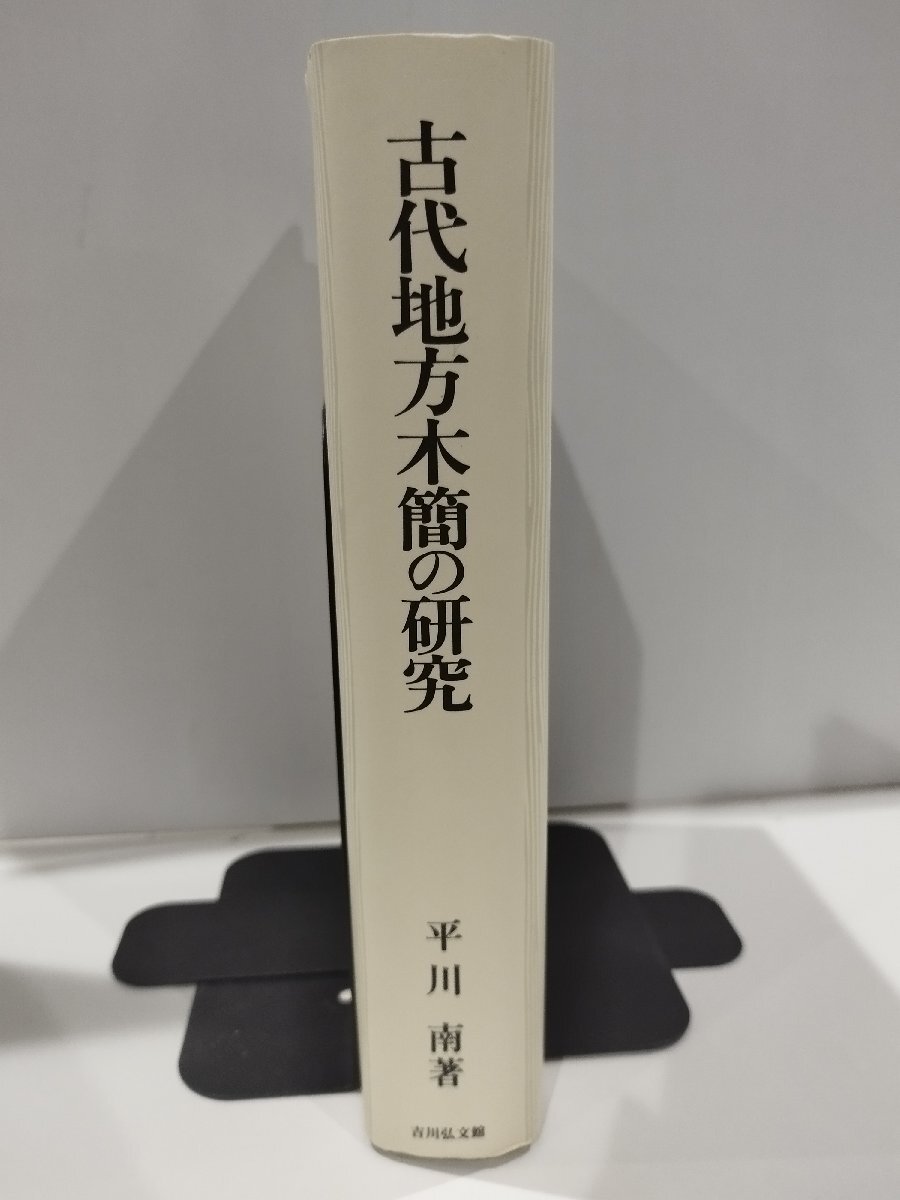 古代地方木簡の研究
平川 南著
吉川弘文館